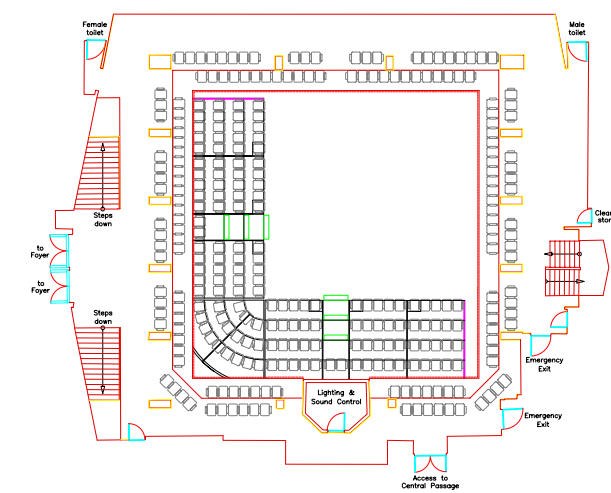 Female
toilet
Male
toilet
Steps
down
Clean
stor
to
Foyer
to
Foyer
Steps
down
Emergency
Exit
Lighting &
Sound Control
Emergency
Exit
Access to
Central Passage